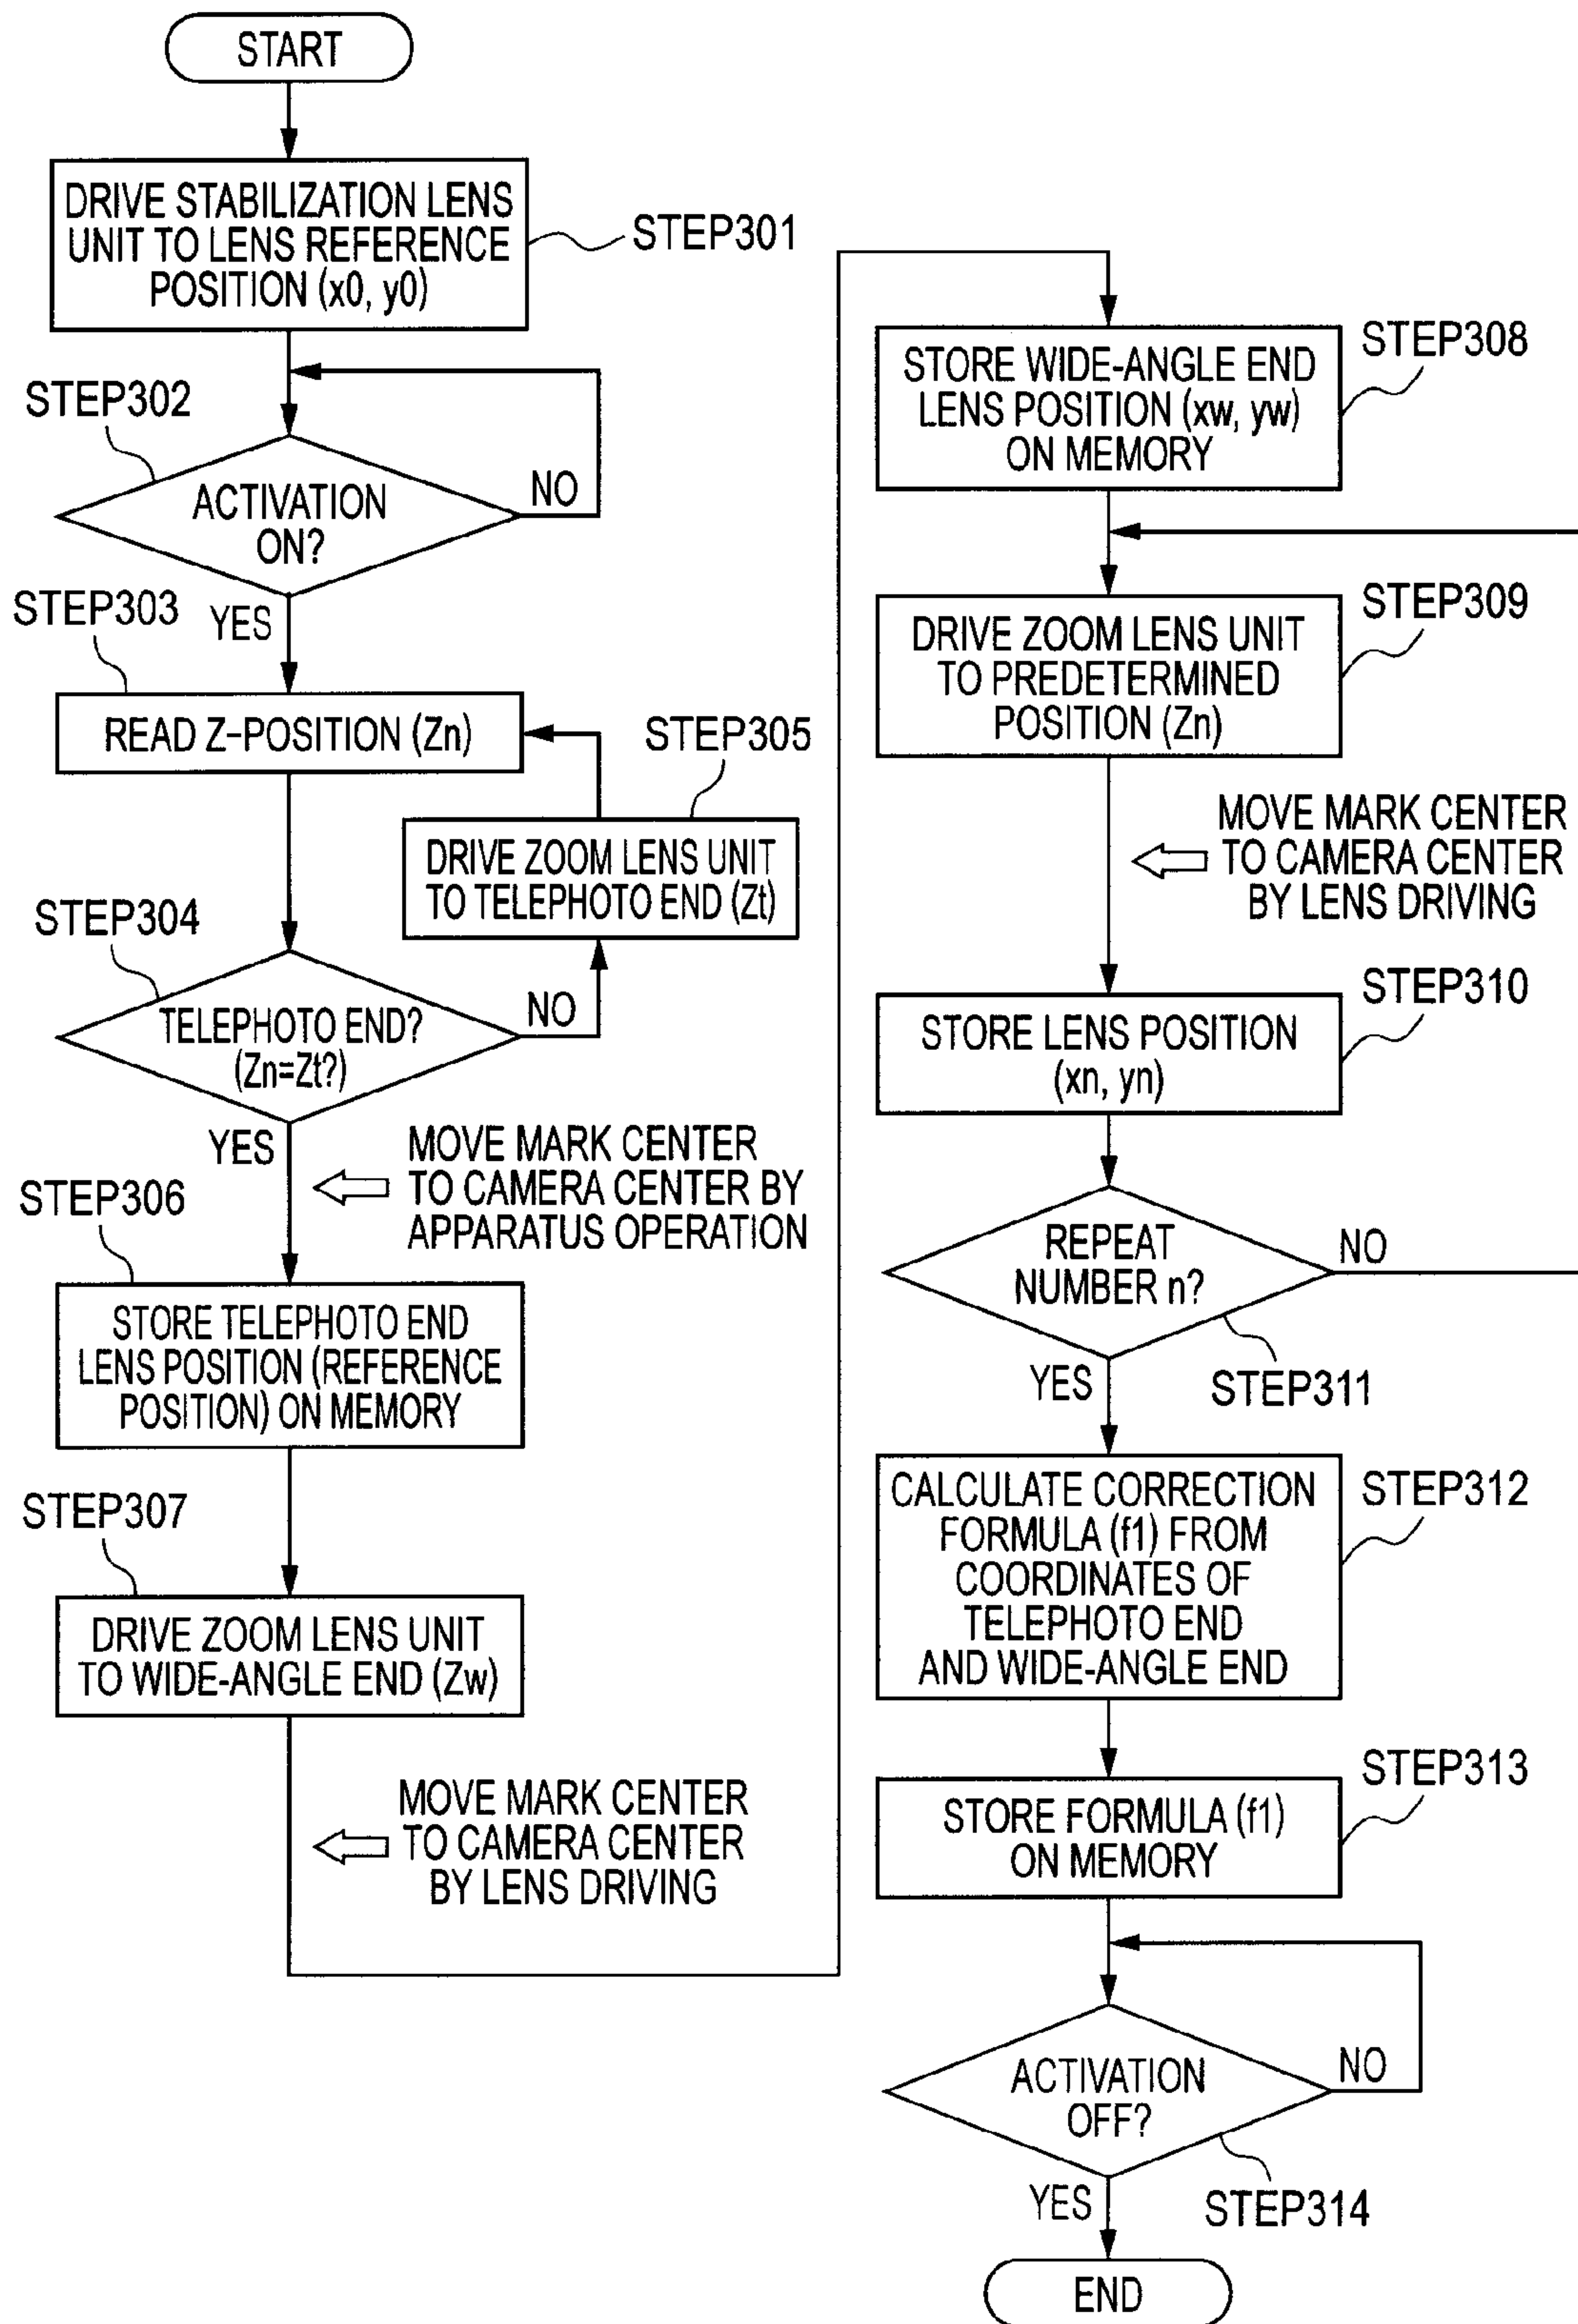 START
DRIVE STABILIZATION LENS
UNIT TO LENS REFERENCE
POSITION (x0, y0)
STEP301
STEP302
ACTIVATION
ON?
NO
YES
STEP303
READ Z-POSITION (Zn)
STEP305
DRIVE ZOOM LENS UNIT
TO TELEPHOTO END (Zt)
STEP304
TELEPHOTO END?
(Zn=Zt?)
NO
YES
MOVE MARK CENTER
TO CAMERA CENTER BY
APPARATUS OPERATION
STEP306
STORE TELEPHOTO END
LENS POSITION (REFERENCE
POSITION) ON MEMORY
STEP307
DRIVE ZOOM LENS UNIT
TO WIDE-ANGLE END (Zw)
MOVE MARK CENTER
TO CAMERA CENTER
BY LENS DRIVING
STEP308
STORE WIDE-ANGLE END
LENS POSITION (xw, yw)
ON MEMORY
STEP309
DRIVE ZOOM LENS UNIT
TO PREDETERMINED
POSITION (Zn)
MOVE MARK CENTER
TO CAMERA CENTER
BY LENS DRIVING
STEP310
STORE LENS POSITION
(xn, yn)
REPEAT
NUMBER n?
NO
YES
STEP311
CALCULATE CORRECTION
FORMULA (f1) FROM
COORDINATES OF
TELEPHOTO END
AND WIDE-ANGLE END
STEP312
STEP313
STORE FORMULA (f1)
ON MEMORY
ACTIVATION
OFF?
NO
YES
STEP314
END